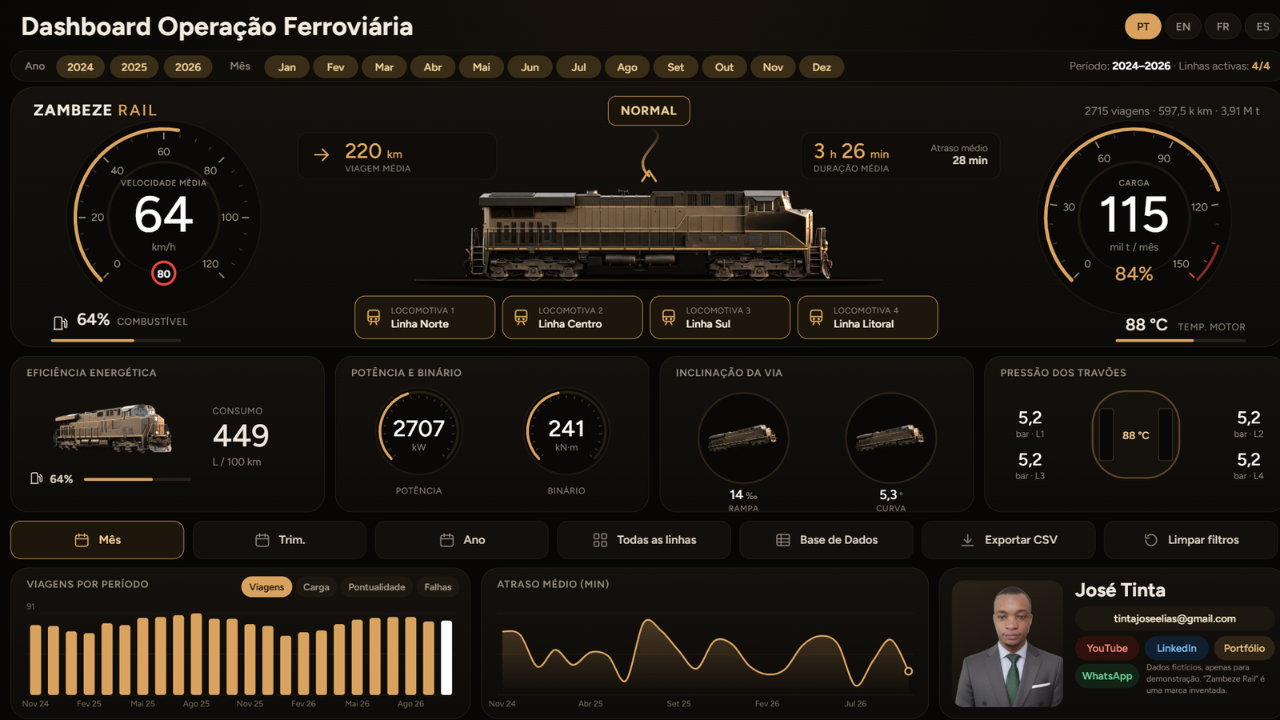 Dashboard Operação Ferroviária
PT EN FR ES
Ano 2024 2025 2026 Mês Jan Fev Mar Abr Mai Jun Jul Ago Set Out Nov Dez
Período: 2024–2026 · Linhas activas: 4/4
ZAMBEZE RAIL
NORMAL
2715 viagens · 597,5 k km · 3,91 M t
0 20 40 60 80 100 120
VELOCIDADE MÉDIA
64
km/h
80
64% COMBUSTÍVEL
220 km
VIAGEM MÉDIA
3 h 26 min
DURAÇÃO MÉDIA
Atraso médio
28 min
LOCOMOTIVA 1
Linha Norte
LOCOMOTIVA 2
Linha Centro
LOCOMOTIVA 3
Linha Sul
LOCOMOTIVA 4
Linha Litoral
0 30 60 90 120 150
CARGA
115
mil t / mês
84%
88 °C TEMP. MOTOR
EFICIÊNCIA ENERGÉTICA
CONSUMO
449
L / 100 km
64%
POTÊNCIA E BINÁRIO
2707
kW
POTÊNCIA
241
kN·m
BINÁRIO
INCLINAÇÃO DA VIA
14 ‰
RAMPA
5,3 °
CURVA
PRESSÃO DOS TRAVÕES
5,2
bar · L1
5,2
bar · L3
88 °C
5,2
bar · L2
5,2
bar · L4
Mês
Trim.
Ano
Todas as linhas
Base de Dados
Exportar CSV
Limpar filtros
VIAGENS POR PERÍODO
Viagens Carga Pontualidade Falhas
91
Nov 24 Fev 25 Mai 25 Ago 25 Nov 25 Fev 26 Mai 26 Ago 26
ATRASO MÉDIO (MIN)
Nov 24 Abr 25 Set 25 Fev 26 Jul 26
José Tinta
tintajoseelias@gmail.com
YouTube LinkedIn Portfólio
WhatsApp
Dados fictícios, apenas para
demonstração. "Zambeze Rail" é
uma marca inventada.